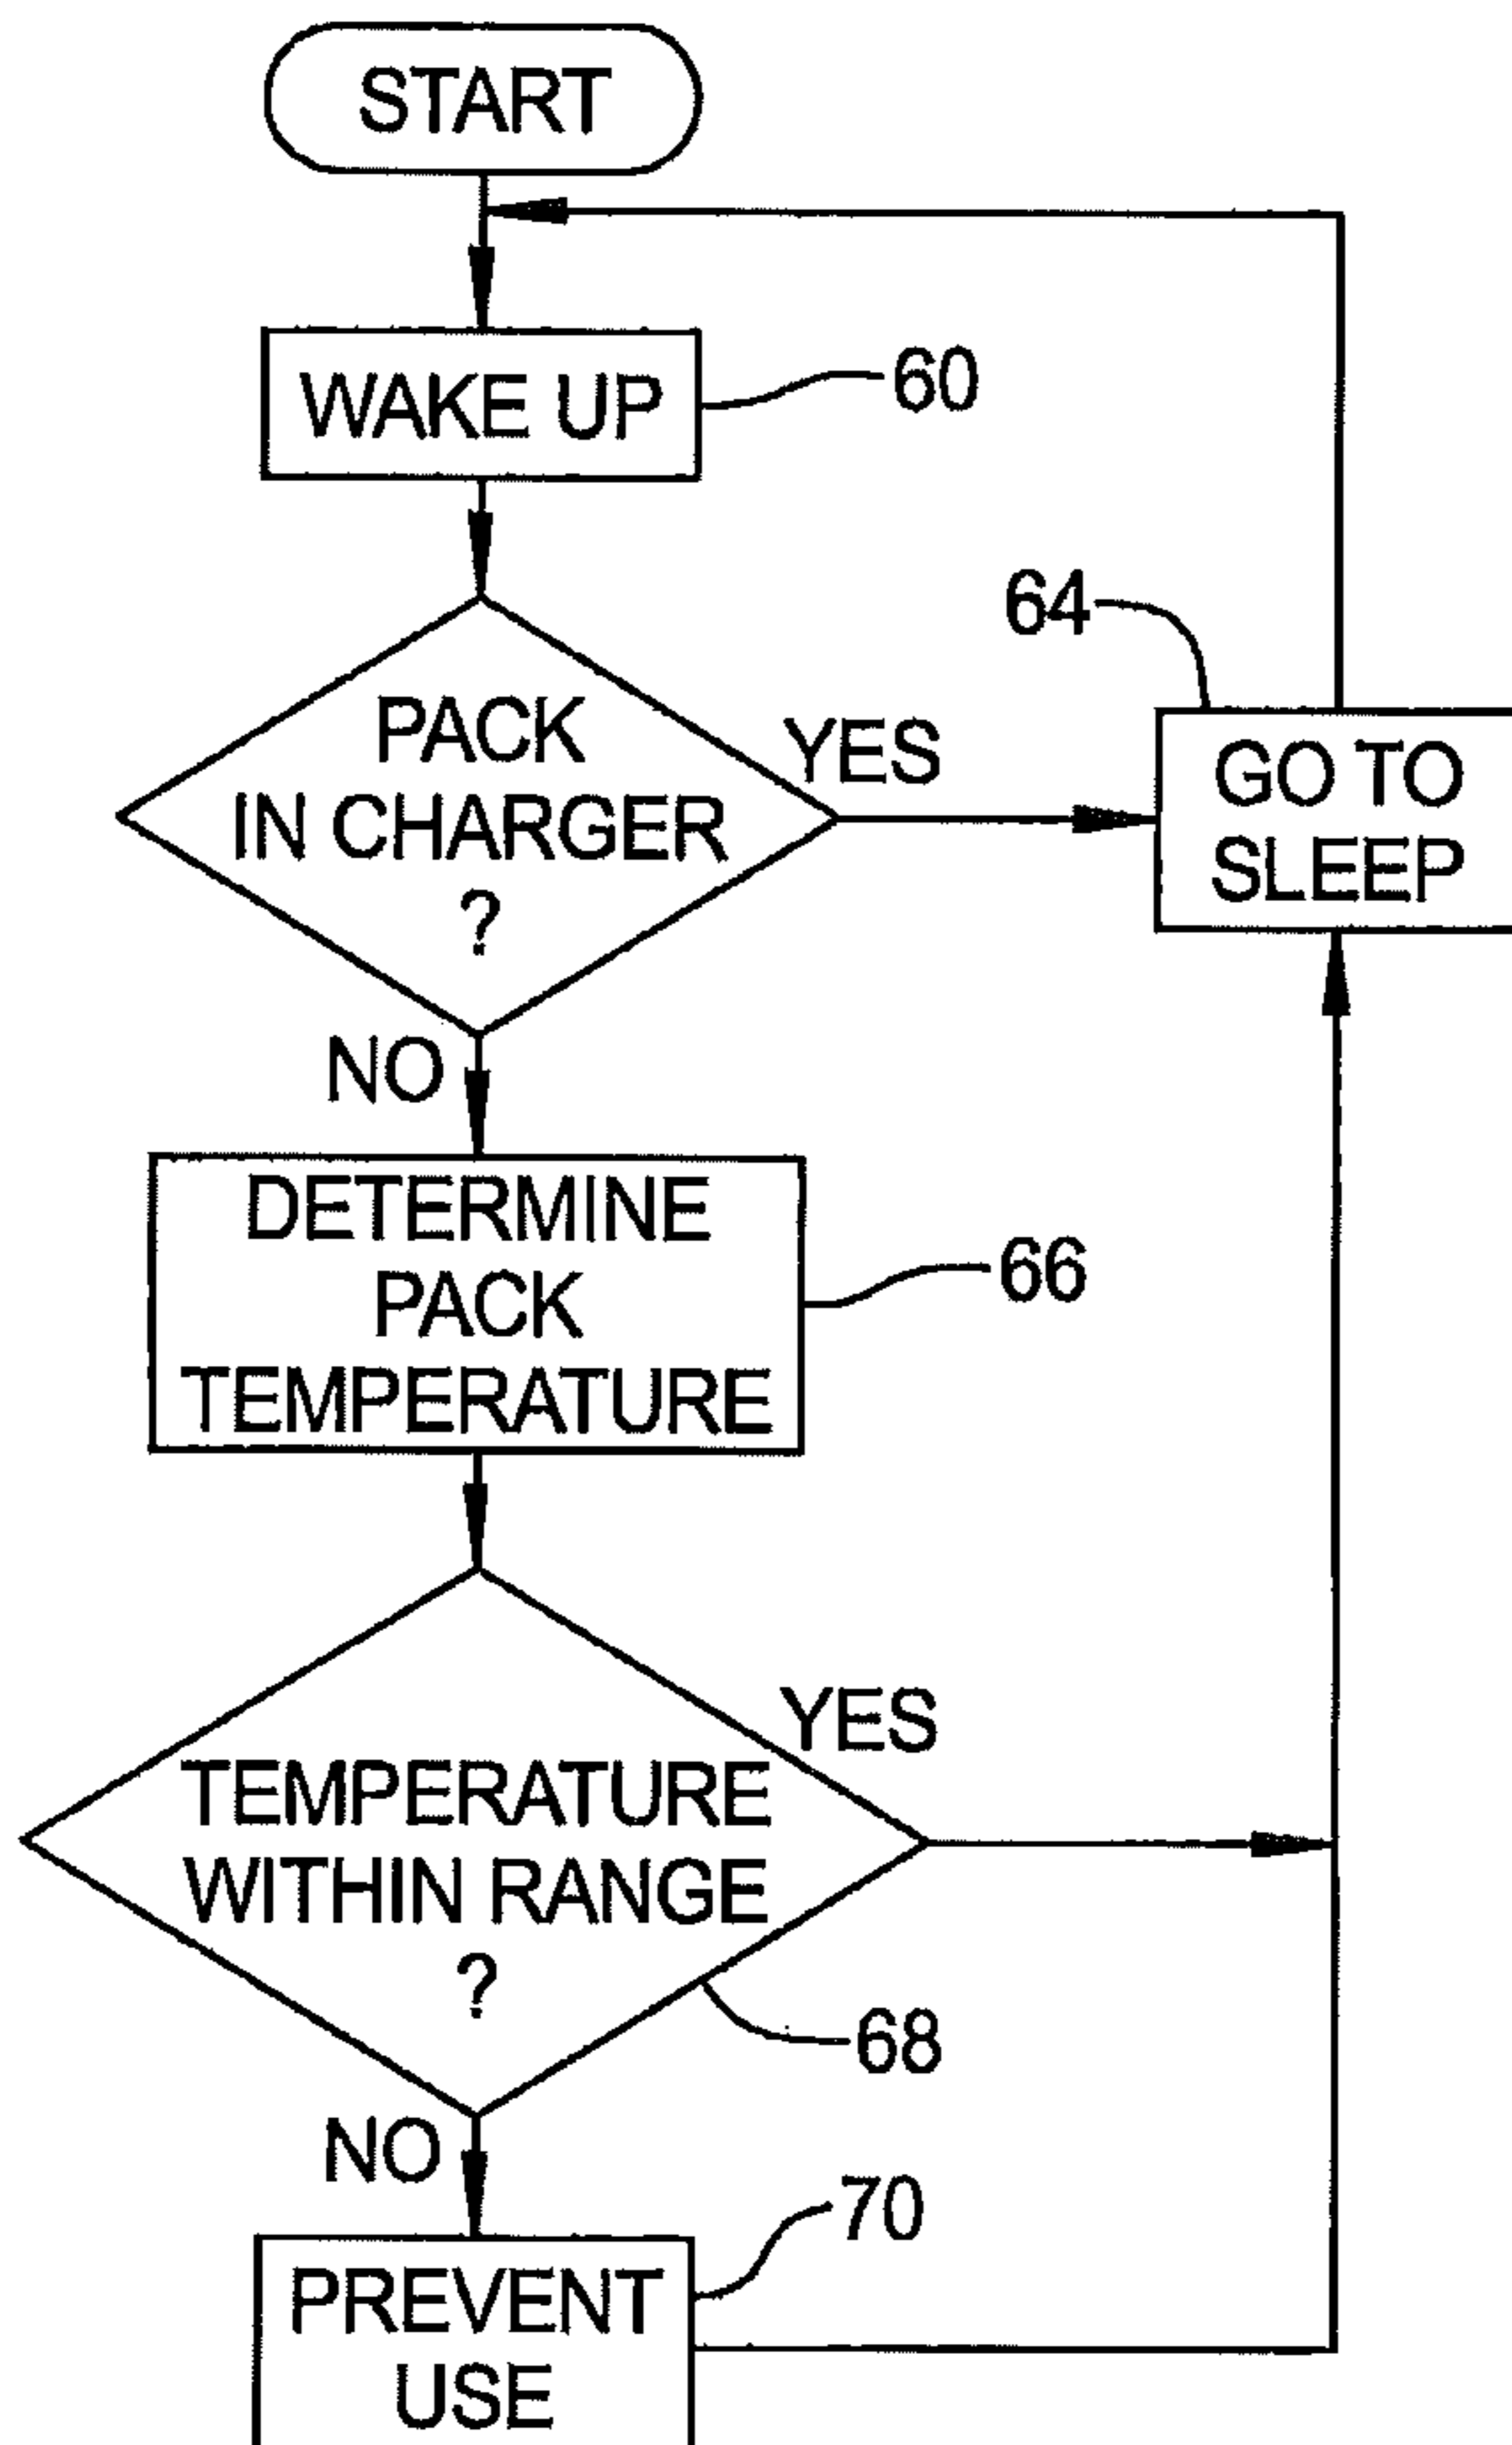 START
WAKE UP
60
64
PACK
IN CHARGER
?
YES
GO TO
SLEEP
NO
DETERMINE
PACK
TEMPERATURE
66
YES
TEMPERATURE
WITHIN RANGE
?
68
NO
70
PREVENT
USE